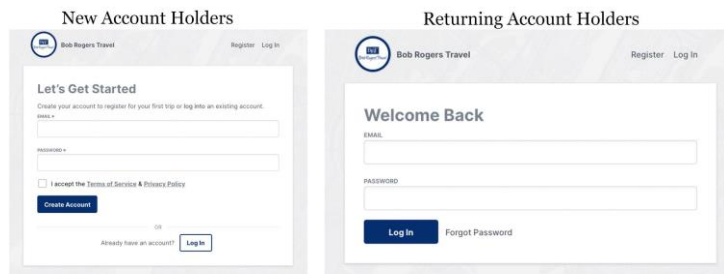 New Account Holders
Bob Rogers Travel
Register Log In
Let's Get Started
Create your account to register for your first trip or log into an existing account.
EMAIL *
PASSWORD *
I accept the Terms of Service & Privacy Policy
Create Account
OR
Already have an account? Log In
Returning Account Holders
Bob Rogers Travel
Register Log In
Welcome Back
EMAIL
PASSWORD
Log In Forgot Password